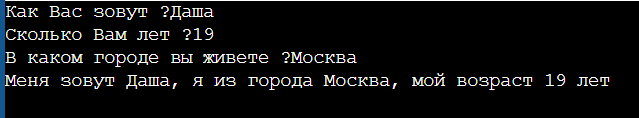 Как Вас зовут ?Даша
Сколько Вам лет ?19
В каком городе вы живете ?Москва
Меня зовут Даша, я из города Москва, мой возраст 19 лет